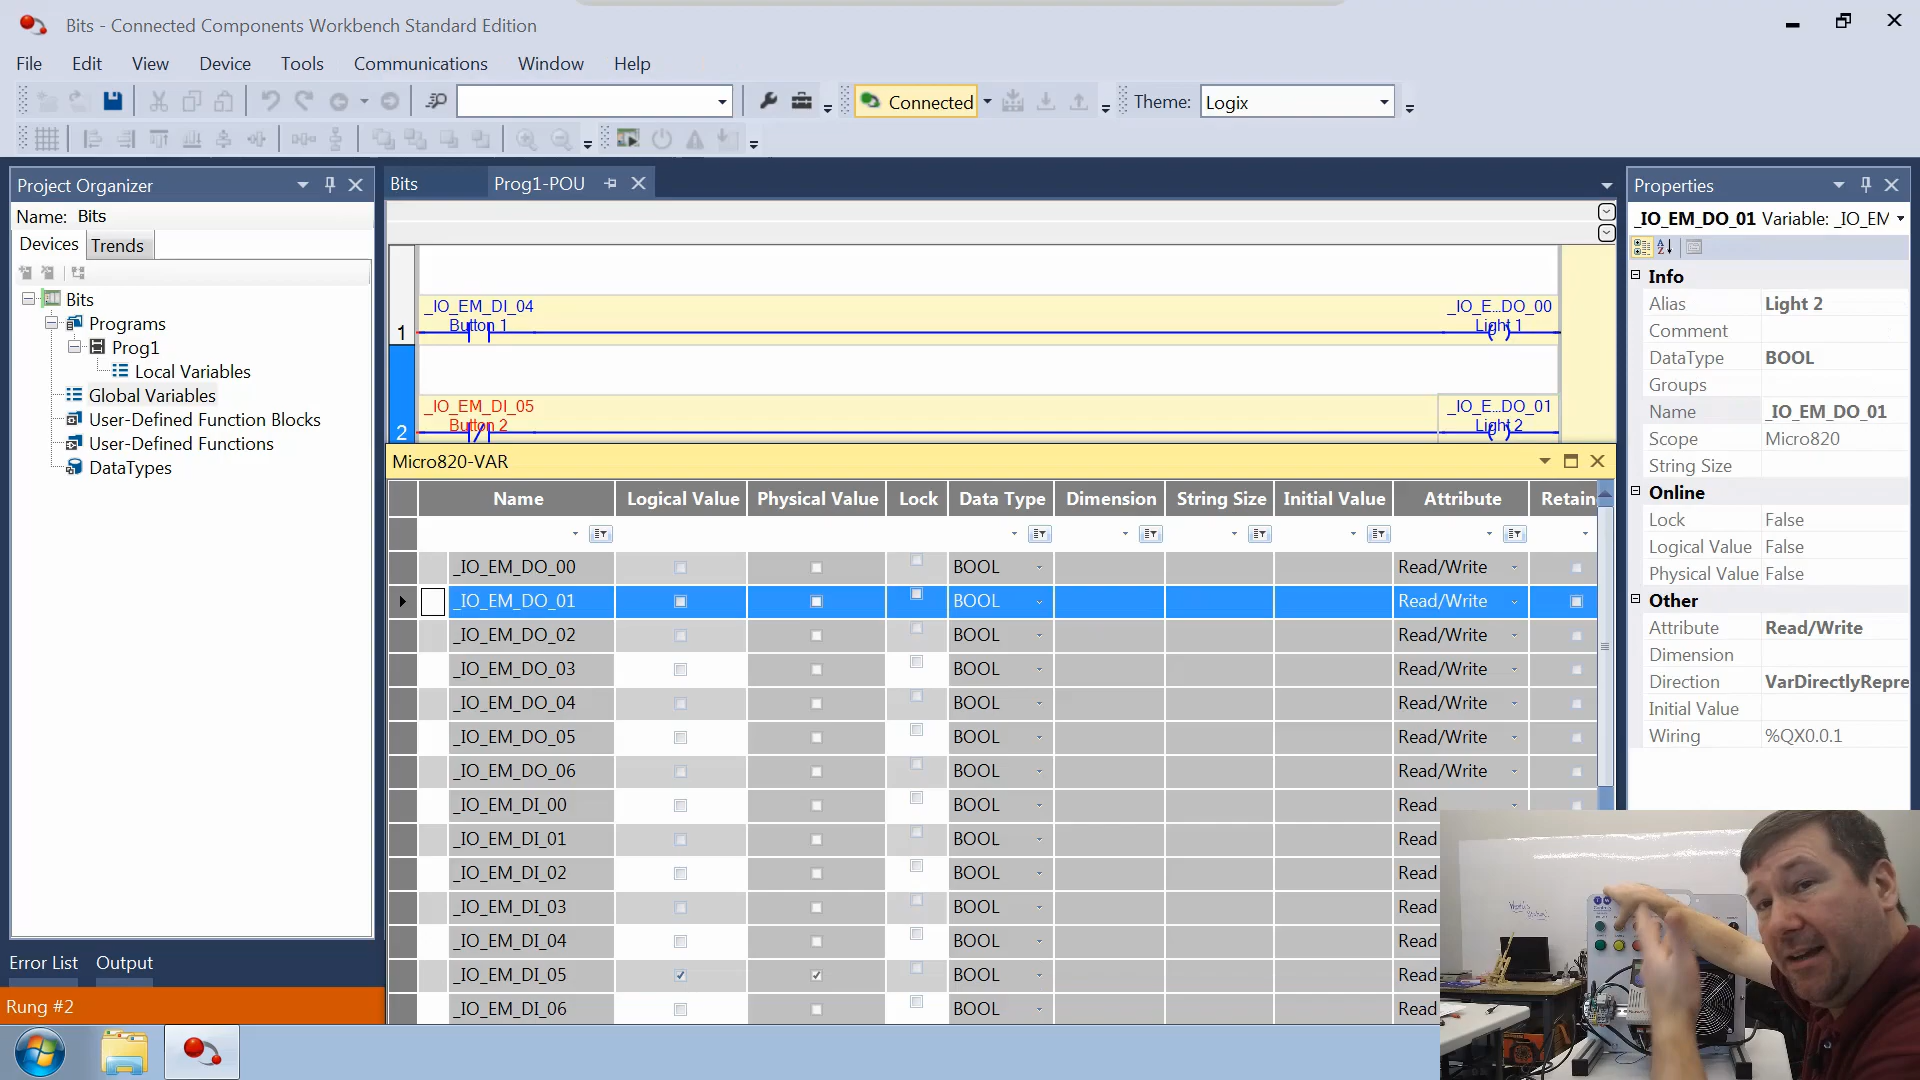 Bits - Connected Components Workbench Standard Edition
File Edit View Device Tools Communications Window Help
Connected Theme: Logix
Project Organizer
Name: Bits
Devices Trends
Bits
Programs
Prog1
Local Variables
Global Variables
User-Defined Function Blocks
User-Defined Functions
DataTypes
Error List Output
Rung #2
Bits Prog1-POU
_IO_EM_DI_04 _IO_E...DO_00
Button 1 Light 1
1
_IO_EM_DI_05 _IO_E...DO_01
Button 2 Light 2
2
Micro820-VAR
Name Logical Value Physical Value Lock Data Type Dimension String Size Initial Value Attribute Retain
_IO_EM_DO_00 BOOL Read/Write
_IO_EM_DO_01 BOOL Read/Write
_IO_EM_DO_02 BOOL Read/Write
_IO_EM_DO_03 BOOL Read/Write
_IO_EM_DO_04 BOOL Read/Write
_IO_EM_DO_05 BOOL Read/Write
_IO_EM_DO_06 BOOL Read/Write
_IO_EM_DI_00 BOOL Read
_IO_EM_DI_01 BOOL Read
_IO_EM_DI_02 BOOL Read
_IO_EM_DI_03 BOOL Read
_IO_EM_DI_04 BOOL Read
_IO_EM_DI_05 BOOL Read
_IO_EM_DI_06 BOOL Read
Properties
_IO_EM_DO_01 Variable: _IO_EM
Info
Alias Light 2
Comment
DataType BOOL
Groups
Name _IO_EM_DO_01
Scope Micro820
String Size
Online
Lock False
Logical Value False
Physical Value False
Other
Attribute Read/Write
Dimension
Direction VarDirectlyRepre
Initial Value
Wiring %QX0.0.1